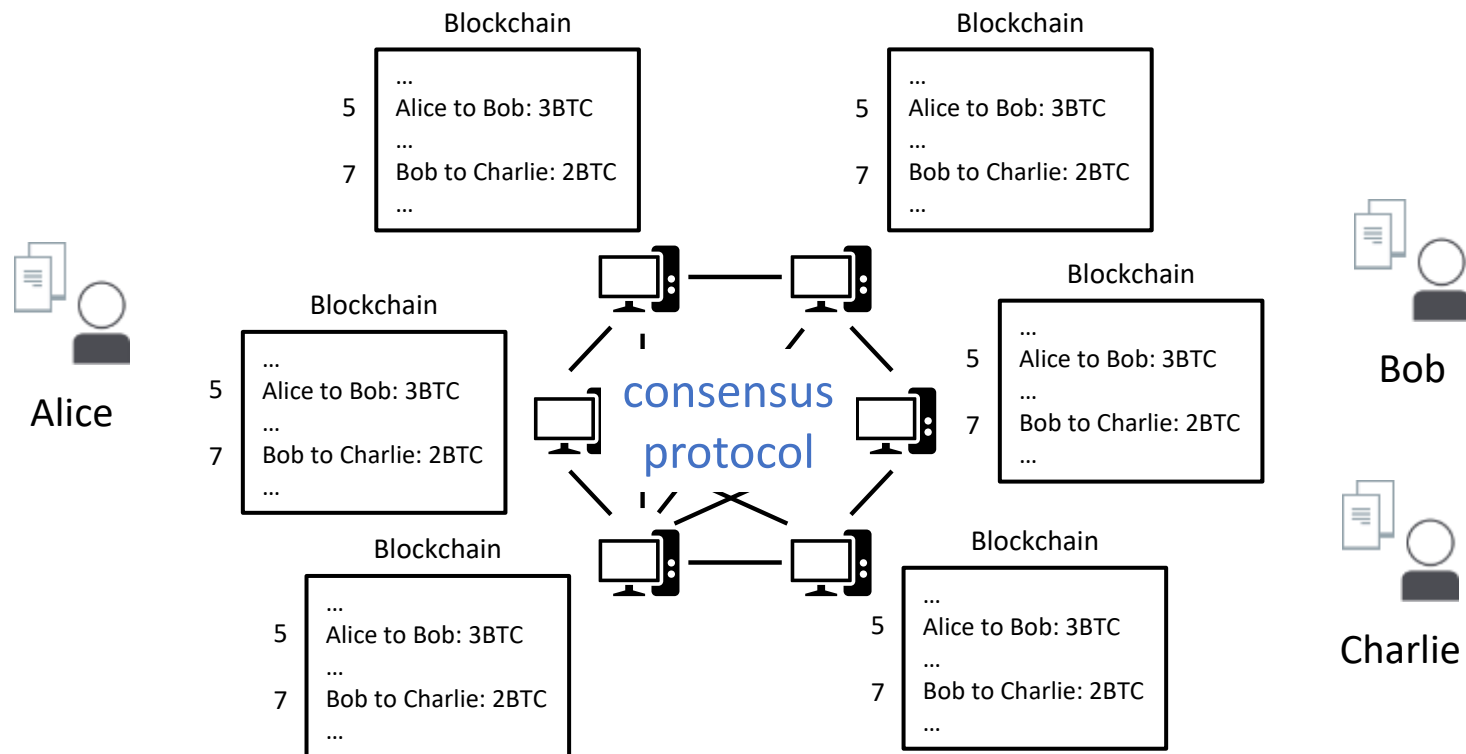 Blockchain
...
5 Alice to Bob: 3BTC
...
7 Bob to Charlie: 2BTC
...
Blockchain
...
5 Alice to Bob: 3BTC
...
7 Bob to Charlie: 2BTC
...
Alice
Blockchain
...
5 Alice to Bob: 3BTC
...
7 Bob to Charlie: 2BTC
...
consensus
protocol
Blockchain
...
5 Alice to Bob: 3BTC
...
7 Bob to Charlie: 2BTC
...
Bob
Blockchain
...
5 Alice to Bob: 3BTC
...
7 Bob to Charlie: 2BTC
...
Blockchain
...
5 Alice to Bob: 3BTC
...
7 Bob to Charlie: 2BTC
...
Charlie